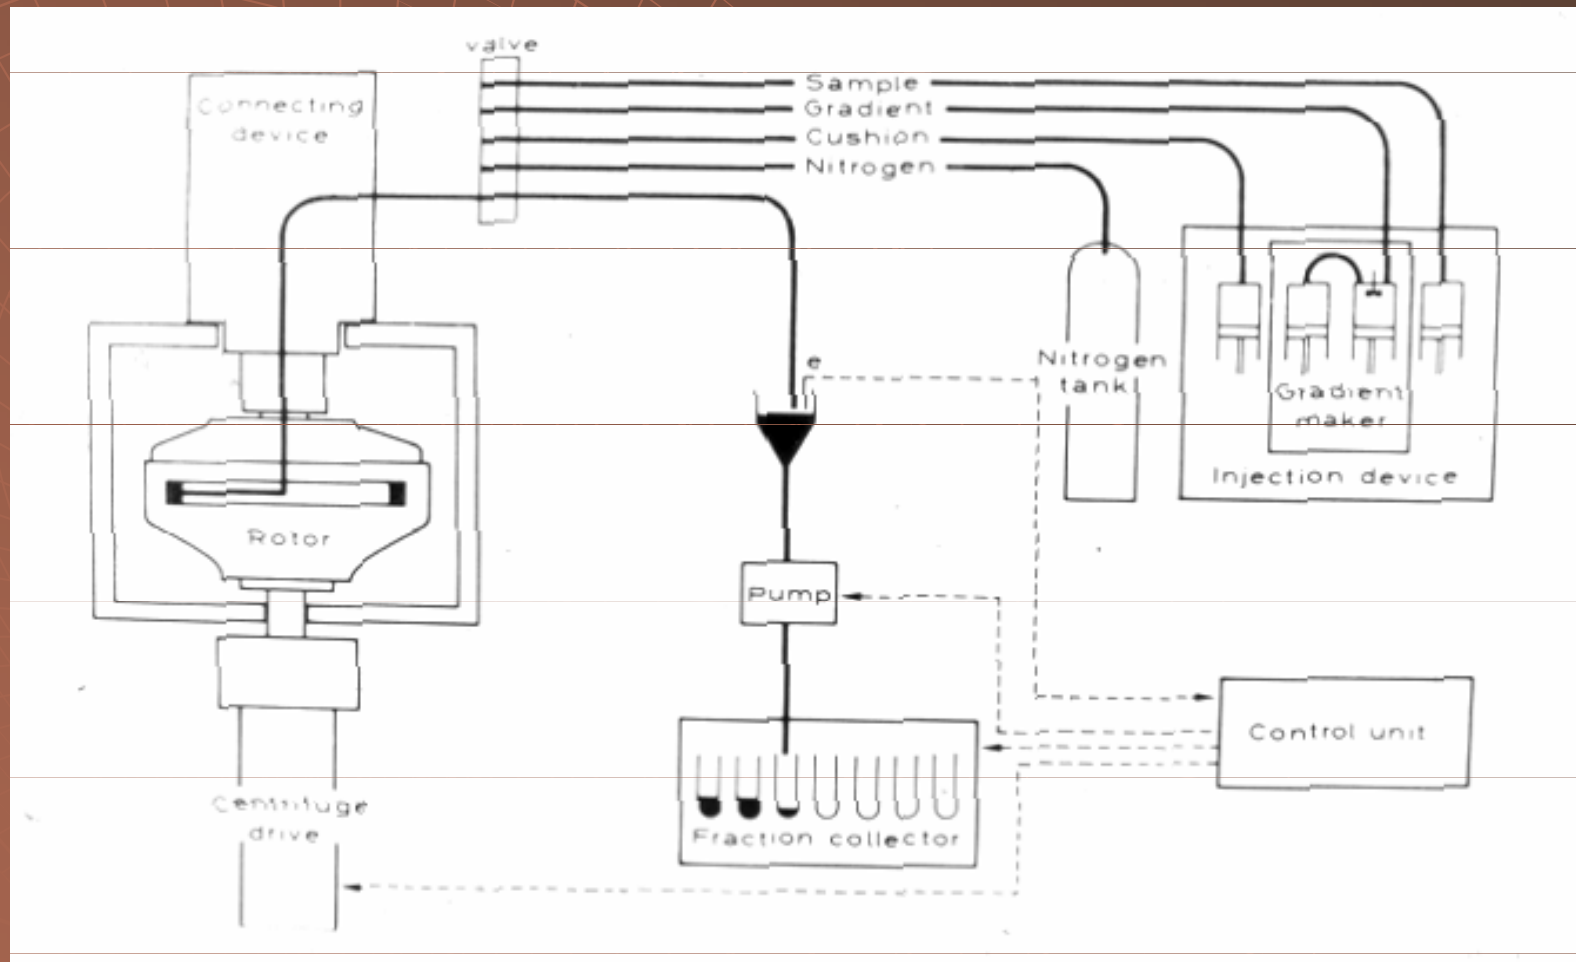 valve
Connecting
device
Sample
Gradient
Cushion
Nitrogen
e
Nitrogen
tank
Gradient
maker
Injection device
Rotor
Pump
Control unit
Centrifuge
drive
Fraction collector